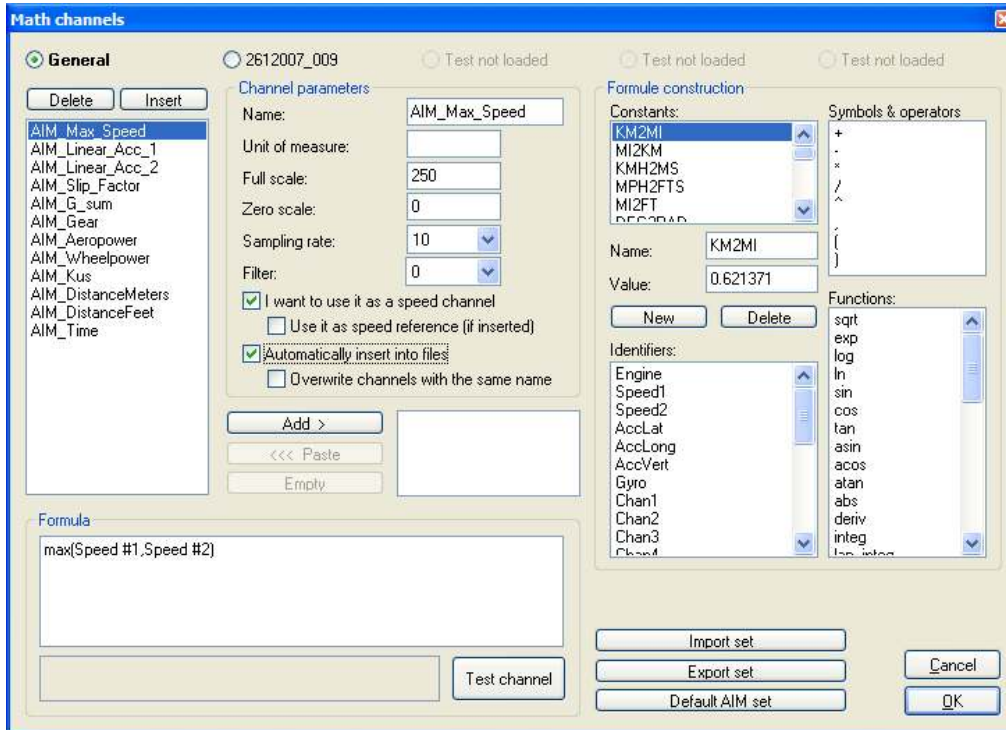 Math channels
General
2612007_009
Test not loaded
Test not loaded
Test not loaded
Delete
Insert
AIM_Max_Speed
AIM_Linear_Acc_1
AIM_Linear_Acc_2
AIM_Slip_Factor
AIM_G_sum
AIM_Gear
AIM_Aeropower
AIM_Wheelpower
AIM_Kus
AIM_DistanceMeters
AIM_DistanceFeet
AIM_Time
Channel parameters
Name: AIM_Max_Speed
Unit of measure:
Full scale: 250
Zero scale: 0
Sampling rate: 10
Filter: 0
I want to use it as a speed channel
Use it as speed reference (if inserted)
Automatically insert into files
Overwrite channels with the same name
Add >
<<< Paste
Empty
Formula
max(Speed #1,Speed #2)
Test channel
Formule construction
Constants:
KM2MI
MI2KM
KMH2MS
MPH2FTS
MI2FT
DEG2RAD
Name: KM2MI
Value: 0.621371
New
Delete
Identifiers:
Engine
Speed1
Speed2
AccLat
AccLong
AccVert
Gyro
Chan1
Chan2
Chan3
Chan4
Symbols & operators
+
-
*
/
^
,
(
)
Functions:
sqrt
exp
log
ln
sin
cos
tan
asin
acos
atan
abs
deriv
integ
lap_integ
Import set
Export set
Default AIM set
Cancel
OK